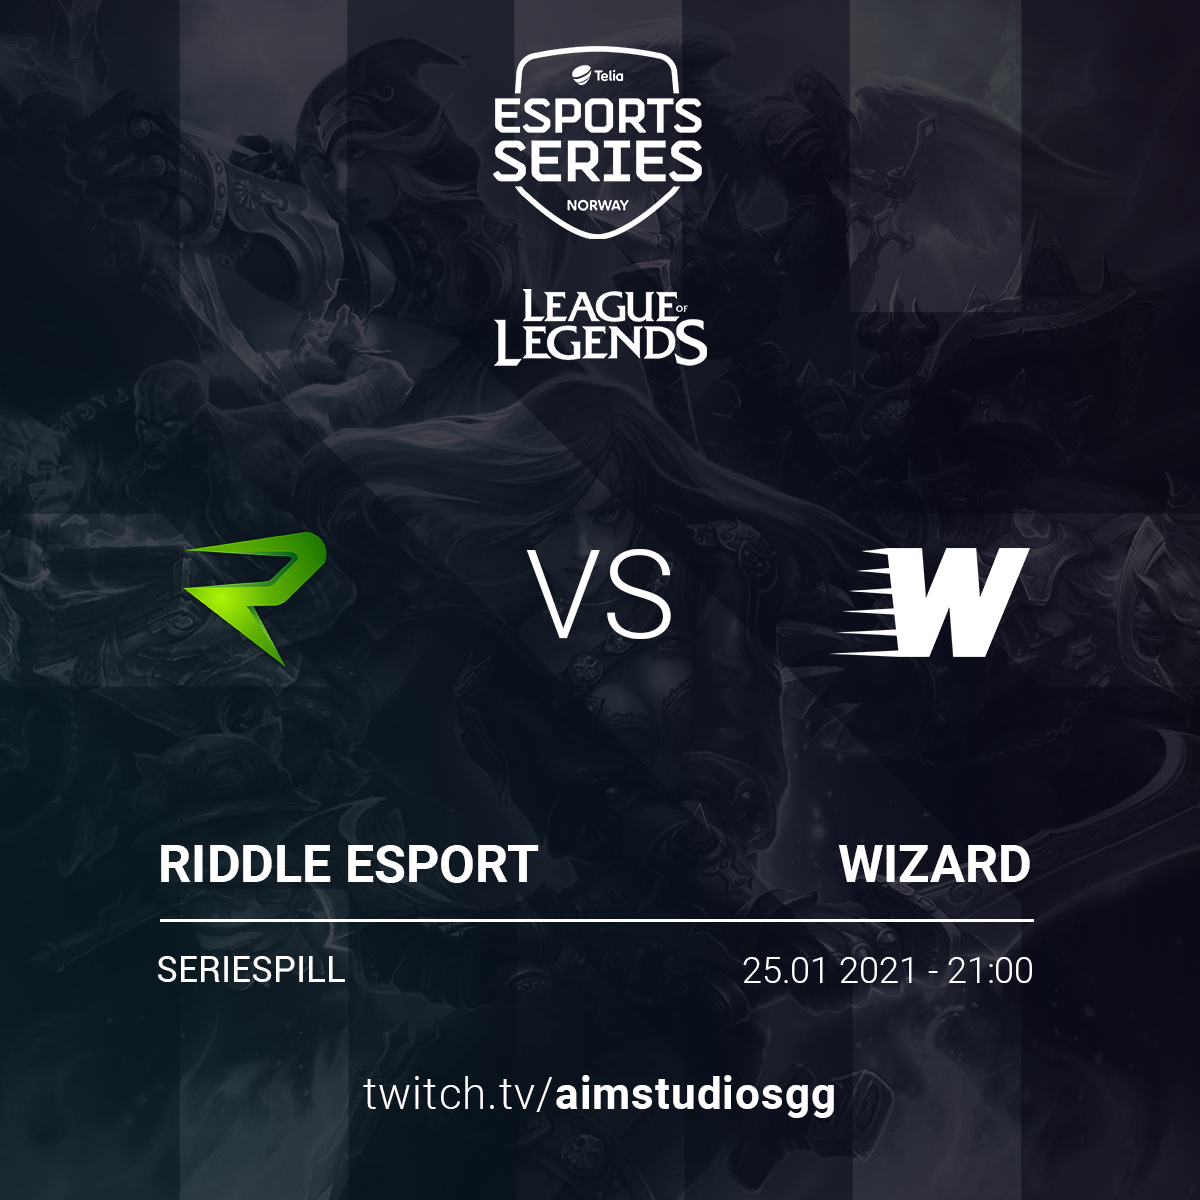 Telia
ESPORTS
SERIES
NORWAY
LEAGUE OF
LEGENDS
VS
RIDDLE ESPORT
WIZARD
SERIESPILL
25.01 2021 - 21:00
twitch.tv/aimstudiosgg